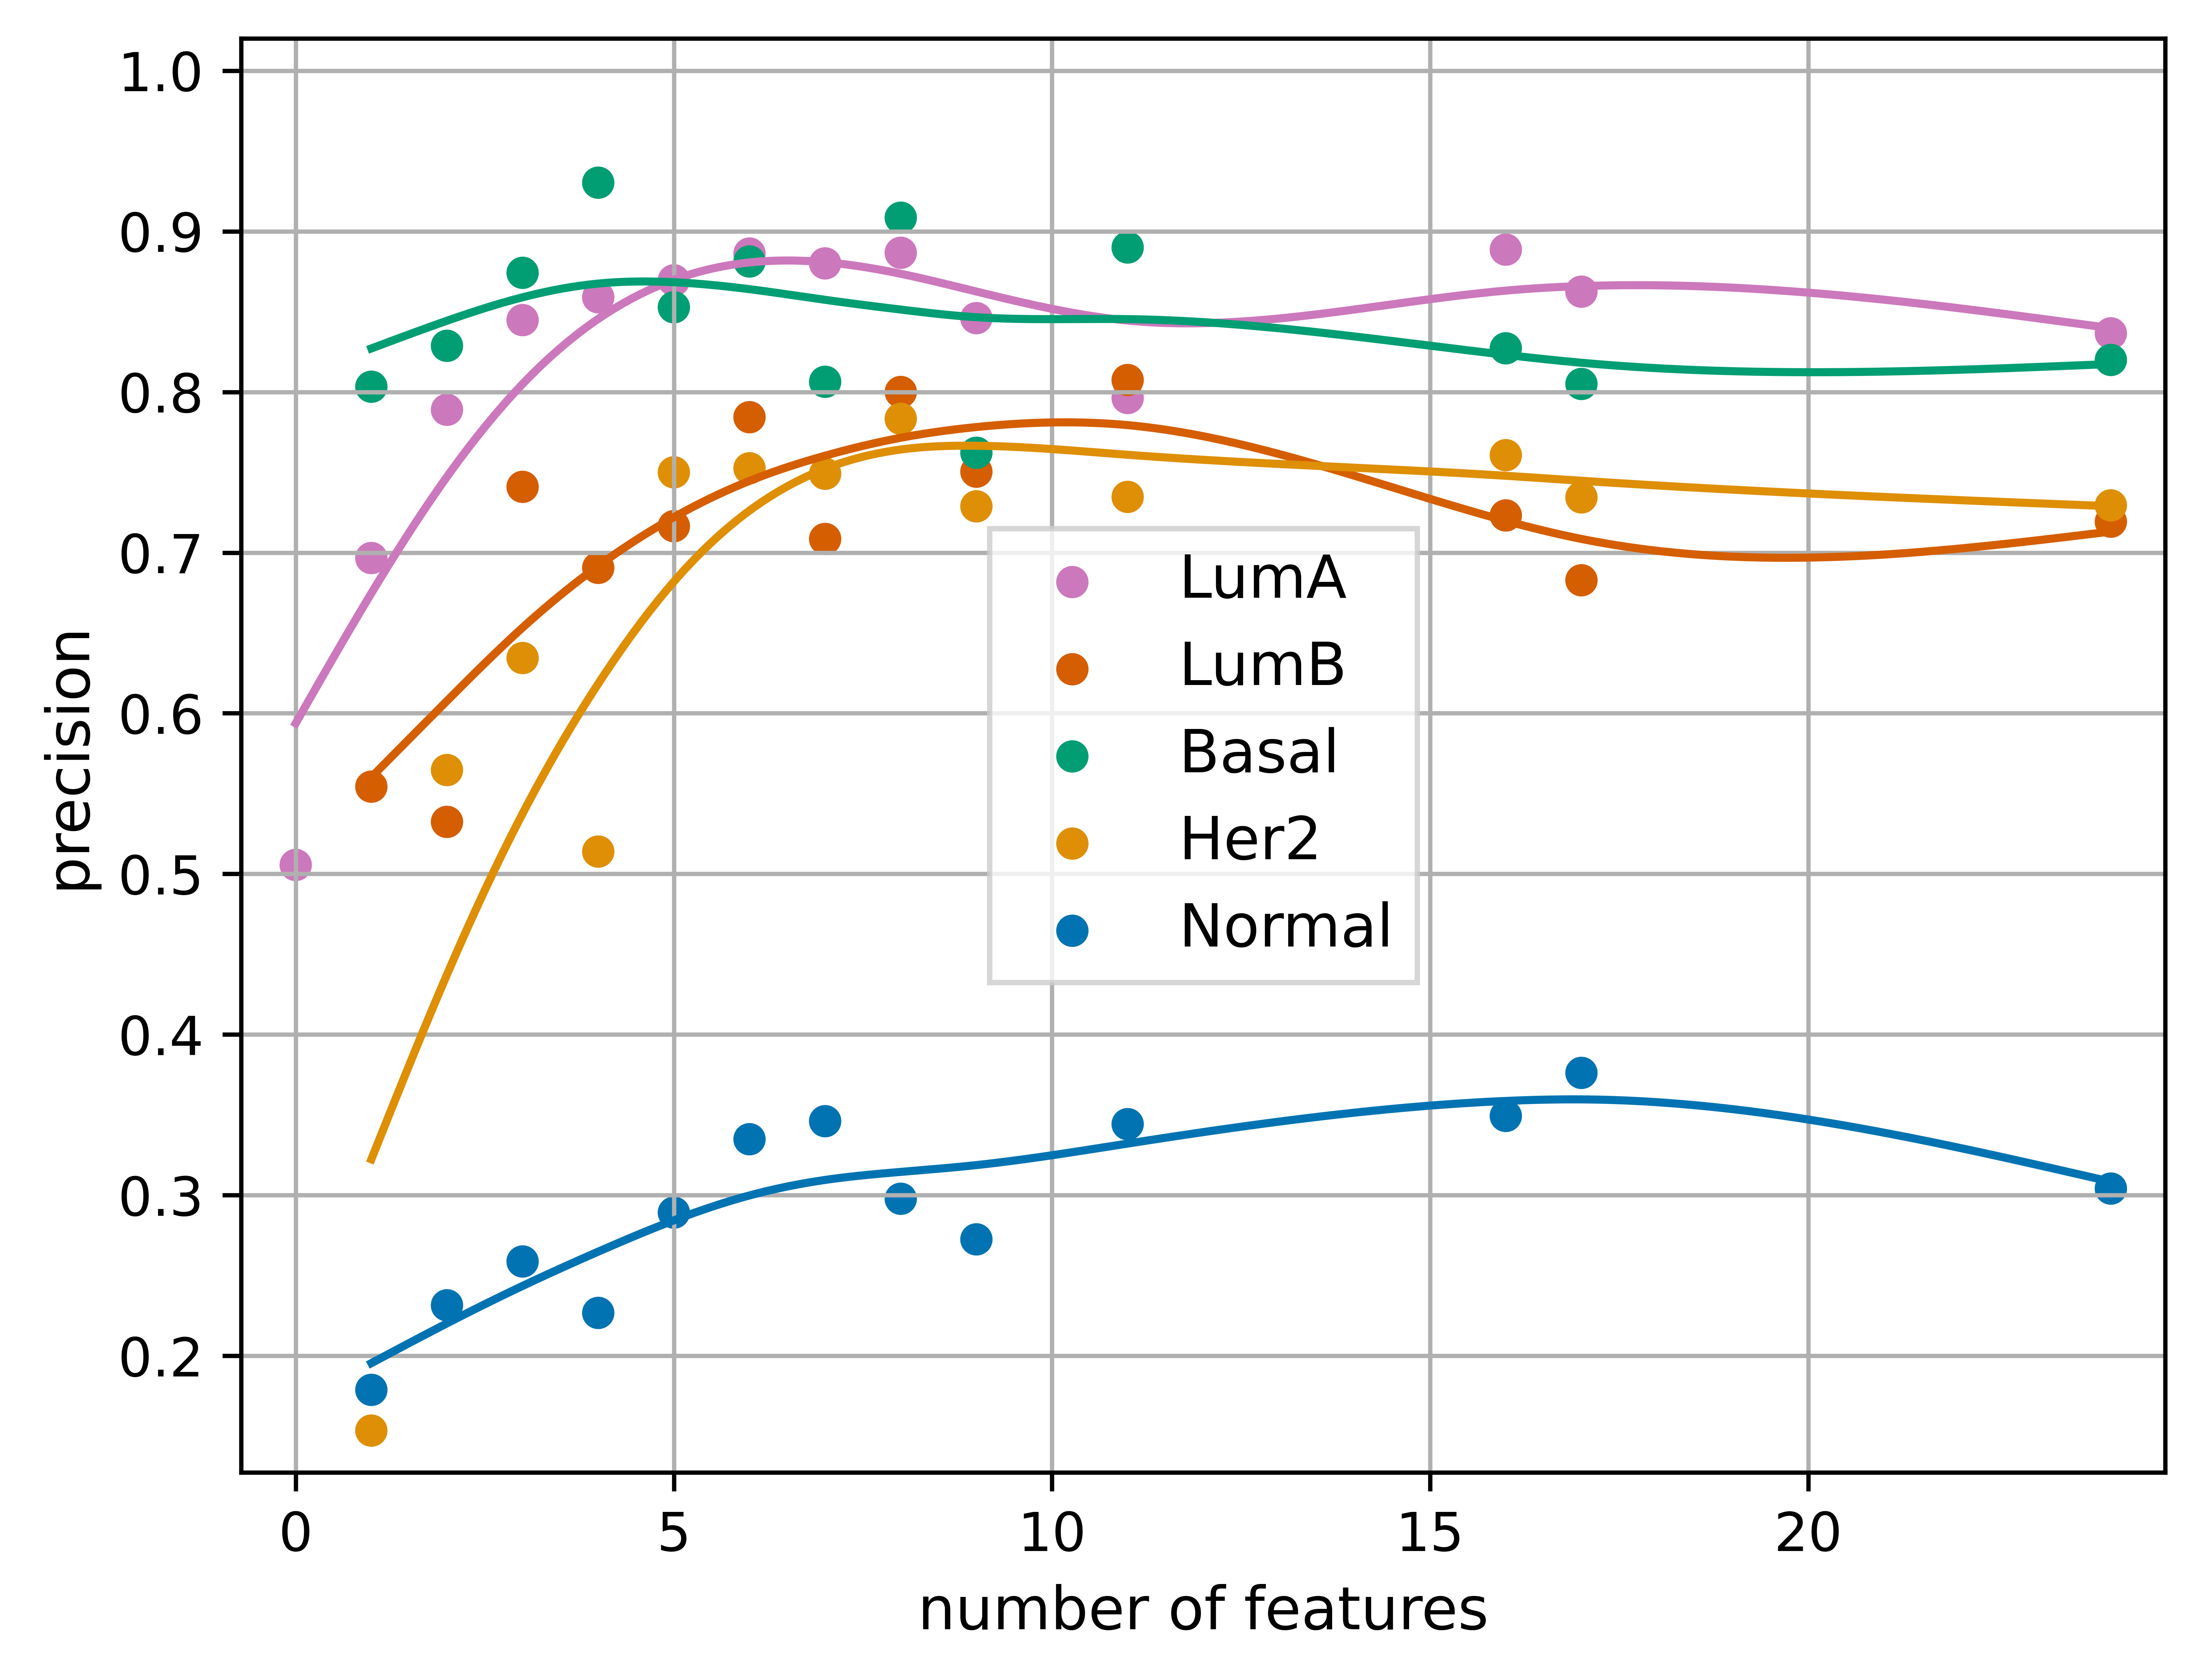 1.0
0.9
0.8
0.7
0.6
0.5
0.4
0.3
0.2
precision
LumA
LumB
Basal
Her2
Normal
0 5 10 15 20
number of features